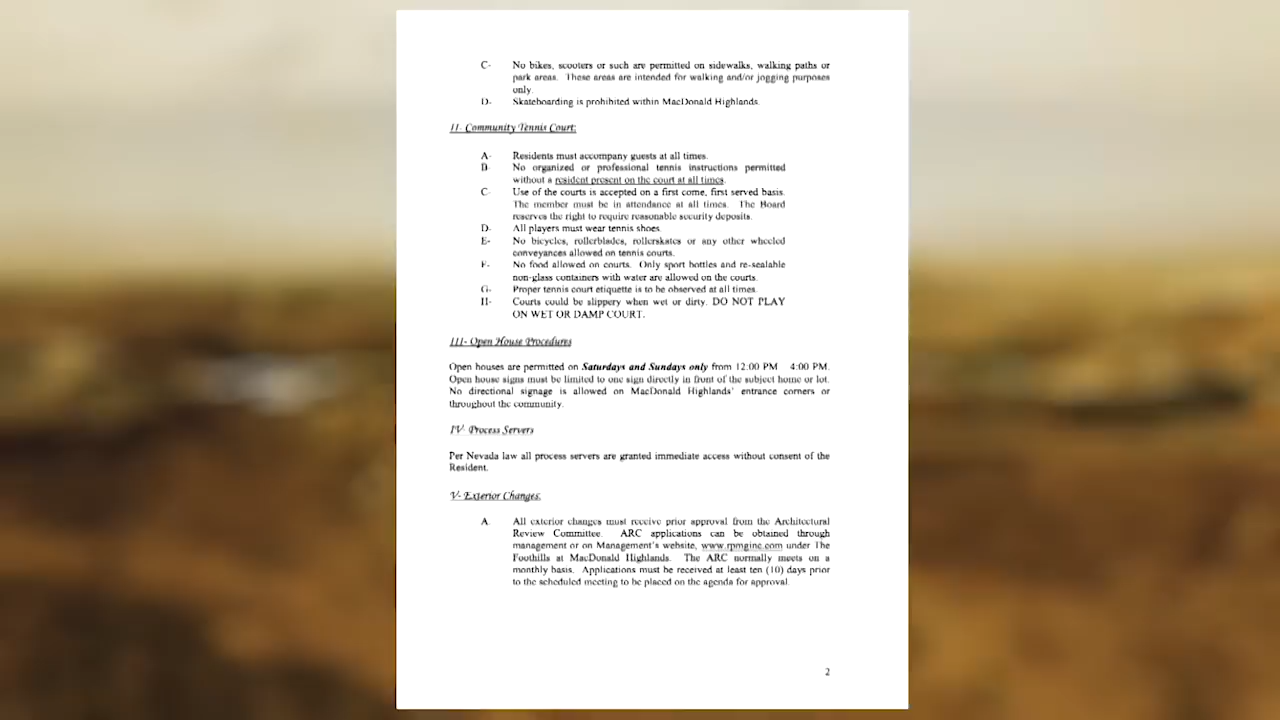 C- No bikes, scooters or such are permitted on sidewalks, walking paths or
park areas. These areas are intended for walking and/or jogging purposes
only.
D- Skateboarding is prohibited within MacDonald Highlands.
II- Community Tennis Court:
A- Residents must accompany guests at all times.
B- No organized or professional tennis instructions permitted
without a resident present on the court at all times.
C- Use of the courts is accepted on a first come, first served basis.
The member must be in attendance at all times. The Board
reserves the right to require reasonable security deposits.
D- All players must wear tennis shoes.
E- No bicycles, rollerblades, rollerskates or any other wheeled
conveyances allowed on tennis courts.
F- No food allowed on courts. Only sport bottles and re-sealable
non-glass containers with water are allowed on the courts.
G- Proper tennis court etiquette is to be observed at all times.
H- Courts could be slippery when wet or dirty. DO NOT PLAY
ON WET OR DAMP COURT.
III- Open House Procedures
Open houses are permitted on Saturdays and Sundays only from 12:00 PM 4:00 PM.
Open house signs must be limited to one sign directly in front of the subject home or lot.
No directional signage is allowed on MacDonald Highlands' entrance corners or
throughout the community.
IV- Process Servers
Per Nevada law all process servers are granted immediate access without consent of the
Resident.
V- Exterior Changes:
A. All exterior changes must receive prior approval from the Architectural
Review Committee. ARC applications can be obtained through
management or on Management's website, www.rpmginc.com under The
Foothills at MacDonald Highlands. The ARC normally meets on a
monthly basis. Applications must be received at least ten (10) days prior
to the scheduled meeting to be placed on the agenda for approval.
2